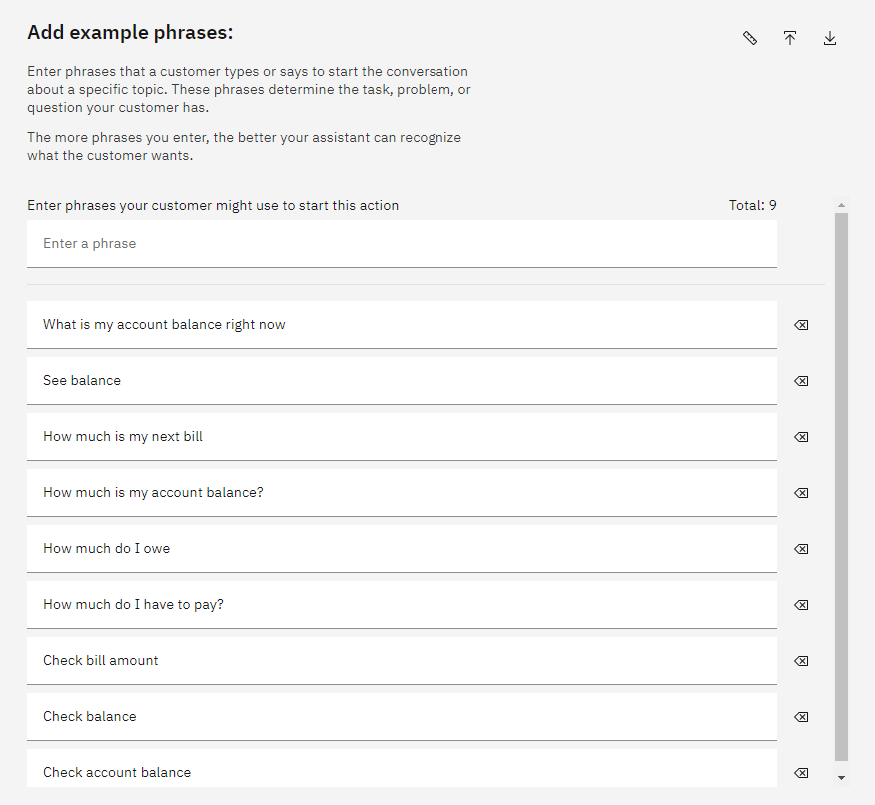 Add example phrases:
Enter phrases that a customer types or says to start the conversation
about a specific topic. These phrases determine the task, problem, or
question your customer has.
The more phrases you enter, the better your assistant can recognize
what the customer wants.
Enter phrases your customer might use to start this action
Total: 9
Enter a phrase
What is my account balance right now
See balance
How much is my next bill
How much is my account balance?
How much do I owe
How much do I have to pay?
Check bill amount
Check balance
Check account balance